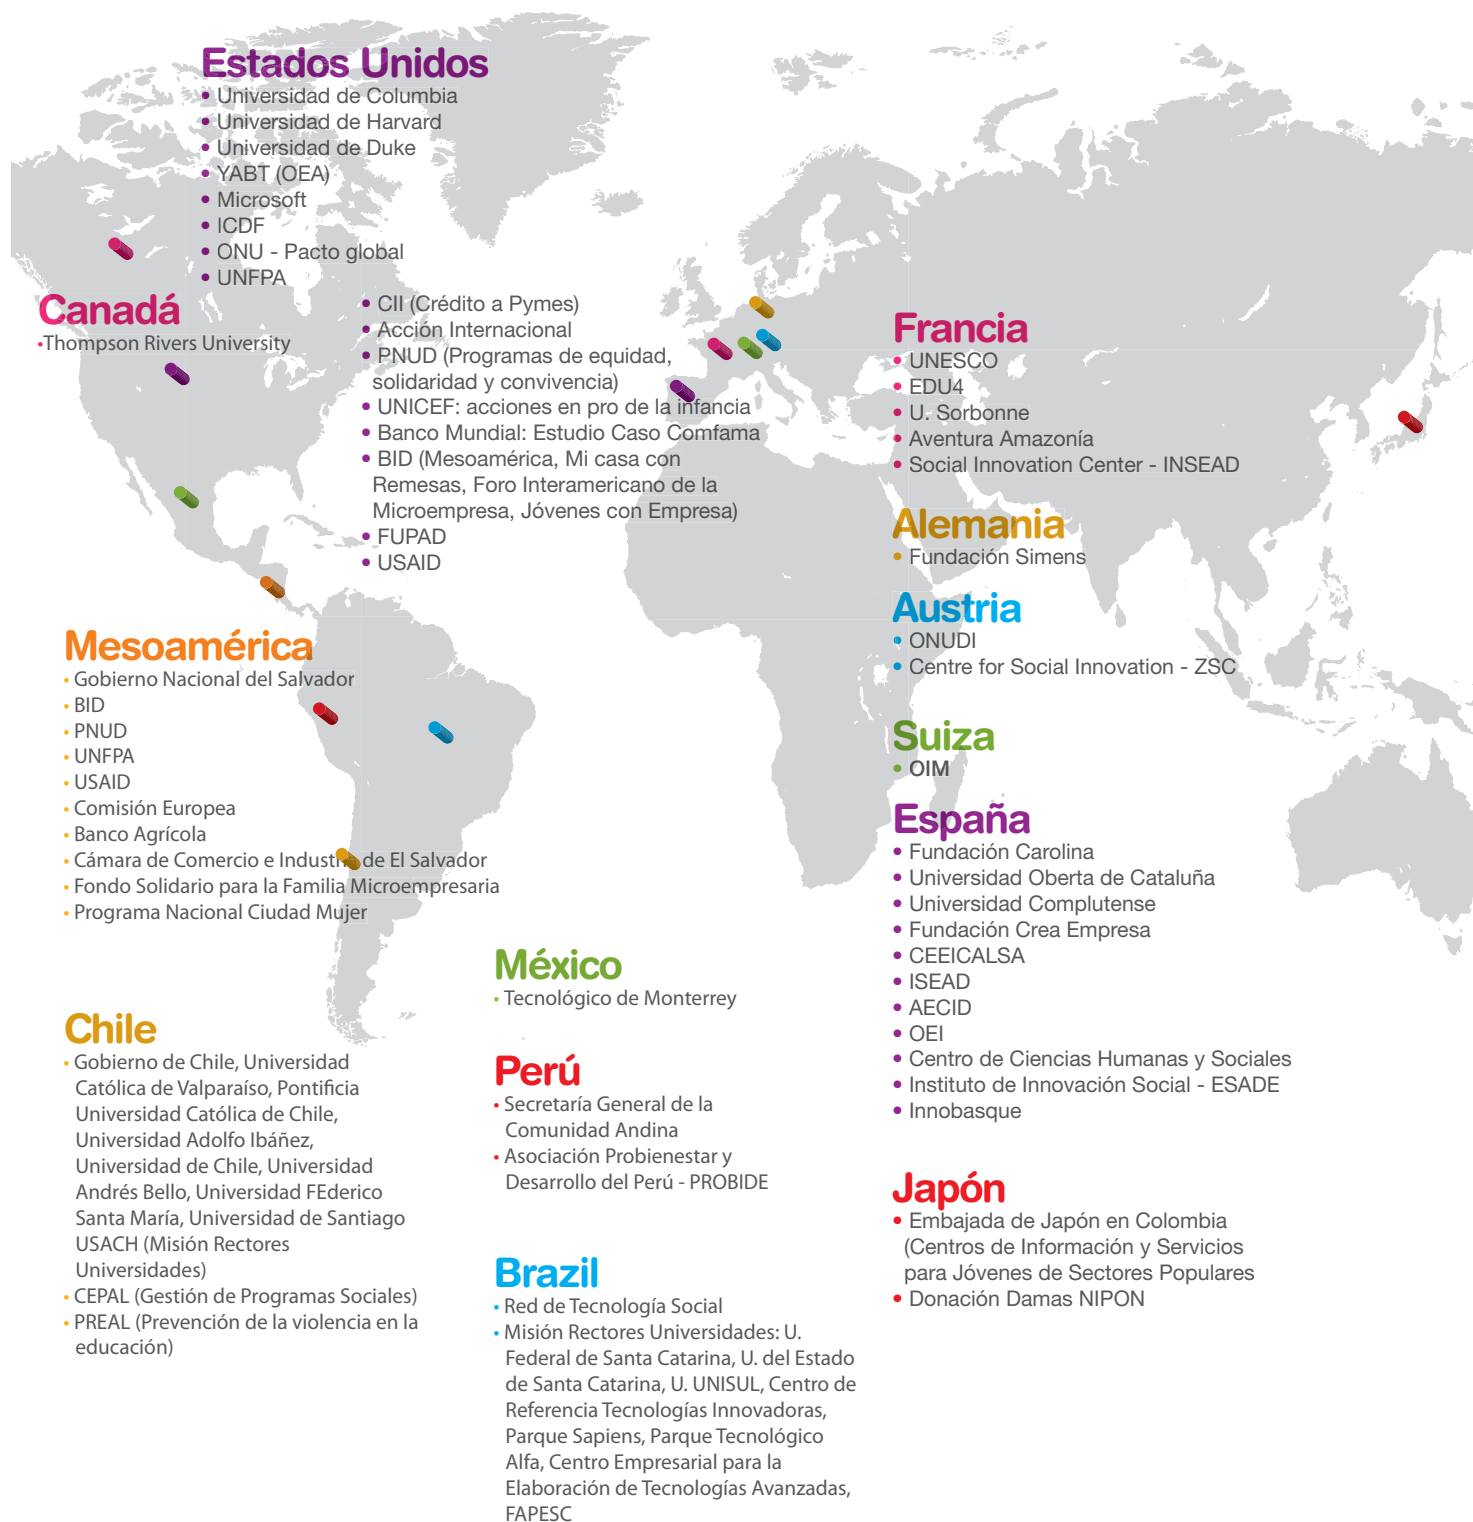 Estados Unidos
• Universidad de Columbia
• Universidad de Harvard
• Universidad de Duke
• YABT (OEA)
• Microsoft
• ICDF
• ONU - Pacto global
• UNFPA
• CII (Crédito a Pymes)
• Acción Internacional
• PNUD (Programas de equidad,
solidaridad y convivencia)
• UNICEF: acciones en pro de la infancia
• Banco Mundial: Estudio Caso Comfama
• BID (Mesoamérica, Mi casa con
Remesas, Foro Interamericano de la
Microempresa, Jóvenes con Empresa)
• FUPAD
• USAID
Canadá
•Thompson Rivers University
Mesoamérica
• Gobierno Nacional del Salvador
• BID
• PNUD
• UNFPA
• USAID
• Comisión Europea
• Banco Agrícola
• Cámara de Comercio e Industria de El Salvador
• Fondo Solidario para la Familia Microempresaria
• Programa Nacional Ciudad Mujer
Chile
• Gobierno de Chile, Universidad
Católica de Valparaíso, Pontificia
Universidad Católica de Chile,
Universidad Adolfo Ibáñez,
Universidad de Chile, Universidad
Andrés Bello, Universidad FEderico
Santa María, Universidad de Santiago
USACH (Misión Rectores
Universidades)
• CEPAL (Gestión de Programas Sociales)
• PREAL (Prevención de la violencia en la
educación)
México
• Tecnológico de Monterrey
Perú
• Secretaría General de la
Comunidad Andina
• Asociación Probienestar y
Desarrollo del Perú - PROBIDE
Brazil
• Red de Tecnología Social
• Misión Rectores Universidades: U.
Federal de Santa Catarina, U. del Estado
de Santa Catarina, U. UNISUL, Centro de
Referencia Tecnologías Innovadoras,
Parque Sapiens, Parque Tecnológico
Alfa, Centro Empresarial para la
Elaboración de Tecnologías Avanzadas,
FAPESC
Francia
• UNESCO
• EDU4
• U. Sorbonne
• Aventura Amazonía
• Social Innovation Center - INSEAD
Alemania
• Fundación Simens
Austria
• ONUDI
• Centre for Social Innovation - ZSC
Suiza
• OIM
España
• Fundación Carolina
• Universidad Oberta de Cataluña
• Universidad Complutense
• Fundación Crea Empresa
• CEEICALSA
• ISEAD
• AECID
• OEI
• Centro de Ciencias Humanas y Sociales
• Instituto de Innovación Social - ESADE
• Innobasque
Japón
• Embajada de Japón en Colombia
(Centros de Información y Servicios
para Jóvenes de Sectores Populares
• Donación Damas NIPON